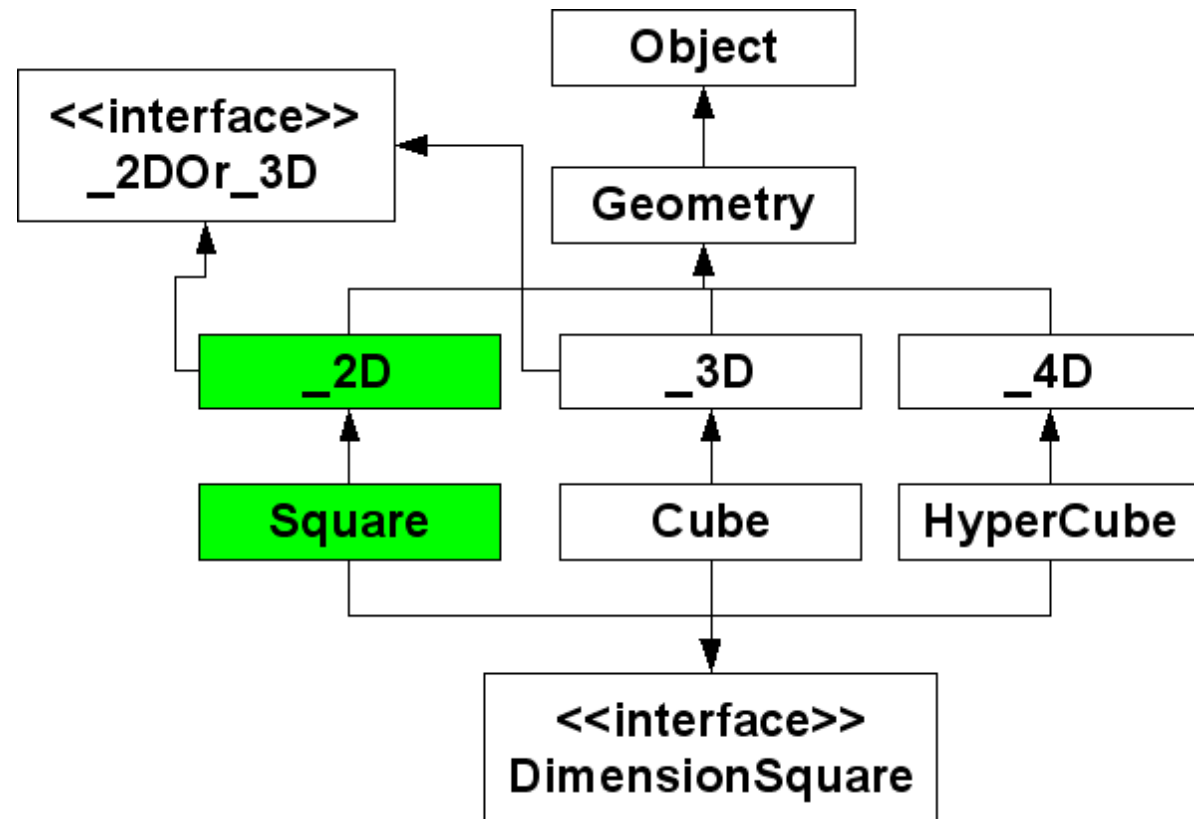 Object
<<interface>>
_2DOr_3D
Geometry
_2D
_3D
_4D
Square
Cube
HyperCube
<<interface>>
DimensionSquare